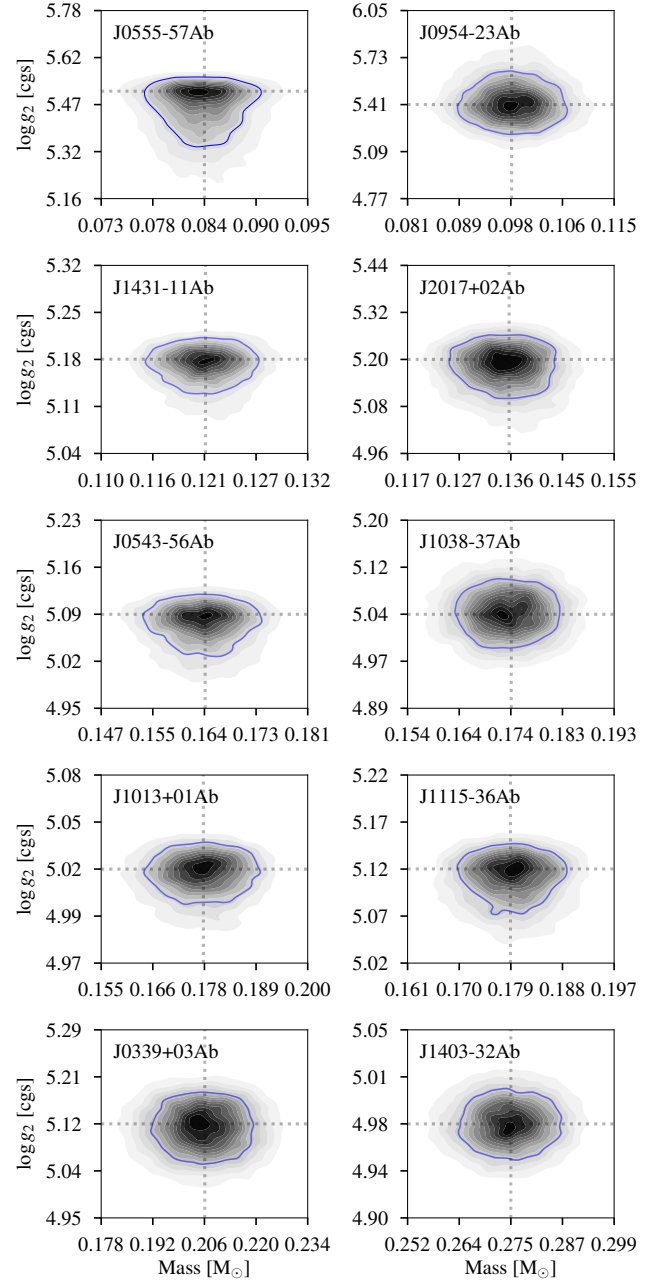 J0555-57Ab
J0954-23Ab
log g₂ [cgs]
5.78
5.62
5.47
5.32
5.16
0.073 0.078 0.084 0.090 0.095
6.05
5.73
5.41
5.09
4.77
0.081 0.089 0.098 0.106 0.115
J1431-11Ab
J2017+02Ab
log g₂ [cgs]
5.32
5.25
5.18
5.11
5.04
0.110 0.116 0.121 0.127 0.132
5.44
5.32
5.20
5.08
4.96
0.117 0.127 0.136 0.145 0.155
J0543-56Ab
J1038-37Ab
log g₂ [cgs]
5.23
5.16
5.09
5.02
4.95
0.147 0.155 0.164 0.173 0.181
5.20
5.12
5.04
4.97
4.89
0.154 0.164 0.174 0.183 0.193
J1013+01Ab
J1115-36Ab
log g₂ [cgs]
5.08
5.05
5.02
4.99
4.97
0.155 0.166 0.178 0.189 0.200
5.22
5.17
5.12
5.07
5.02
0.161 0.170 0.179 0.188 0.197
J0339+03Ab
J1403-32Ab
log g₂ [cgs]
5.29
5.21
5.12
5.04
4.95
0.178 0.192 0.206 0.220 0.234
Mass [M⊙]
5.05
5.01
4.98
4.94
4.90
0.252 0.264 0.275 0.287 0.299
Mass [M⊙]